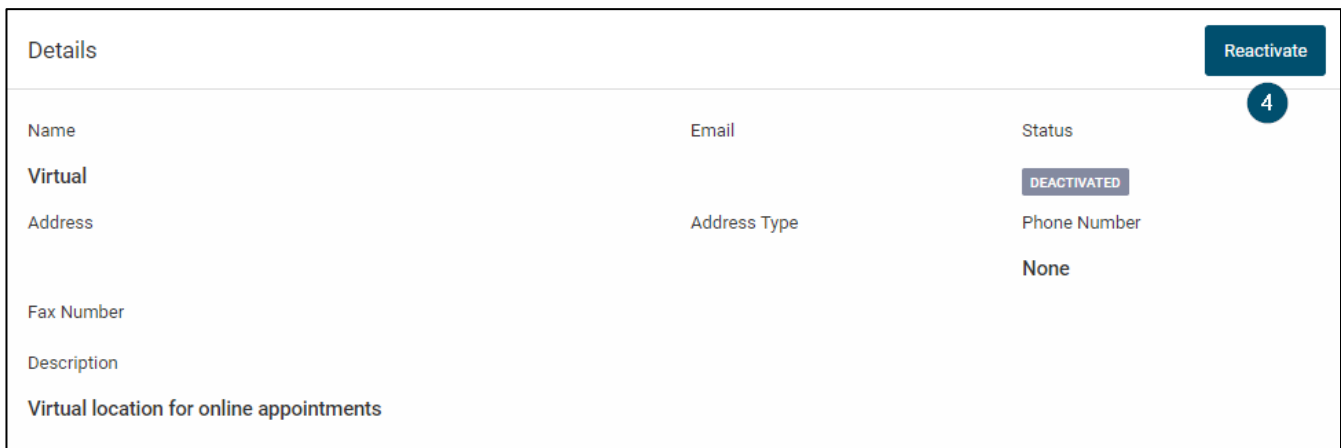 Details
Reactivate
4
Name
Email
Status
Virtual
DEACTIVATED
Address
Address Type
Phone Number
None
Fax Number
Description
Virtual location for online appointments